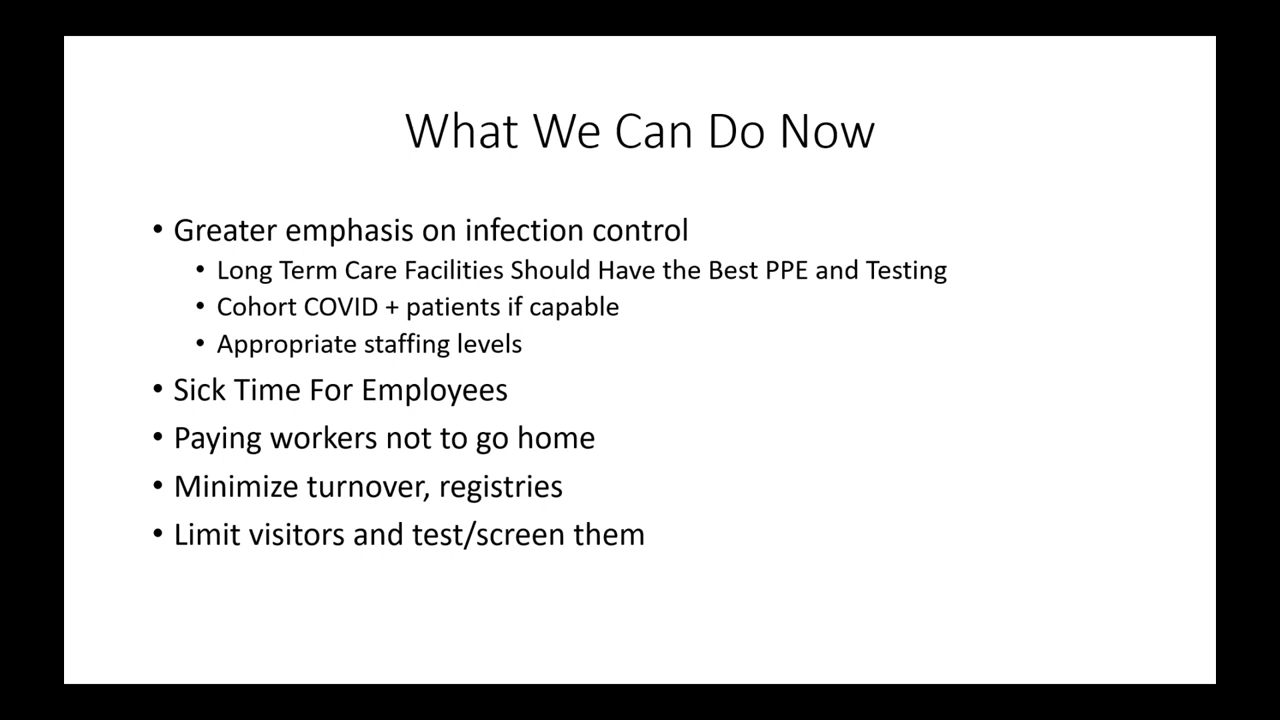 What We Can Do Now
• Greater emphasis on infection control
• Long Term Care Facilities Should Have the Best PPE and Testing
• Cohort COVID + patients if capable
• Appropriate staffing levels
• Sick Time For Employees
• Paying workers not to go home
• Minimize turnover, registries
• Limit visitors and test/screen them